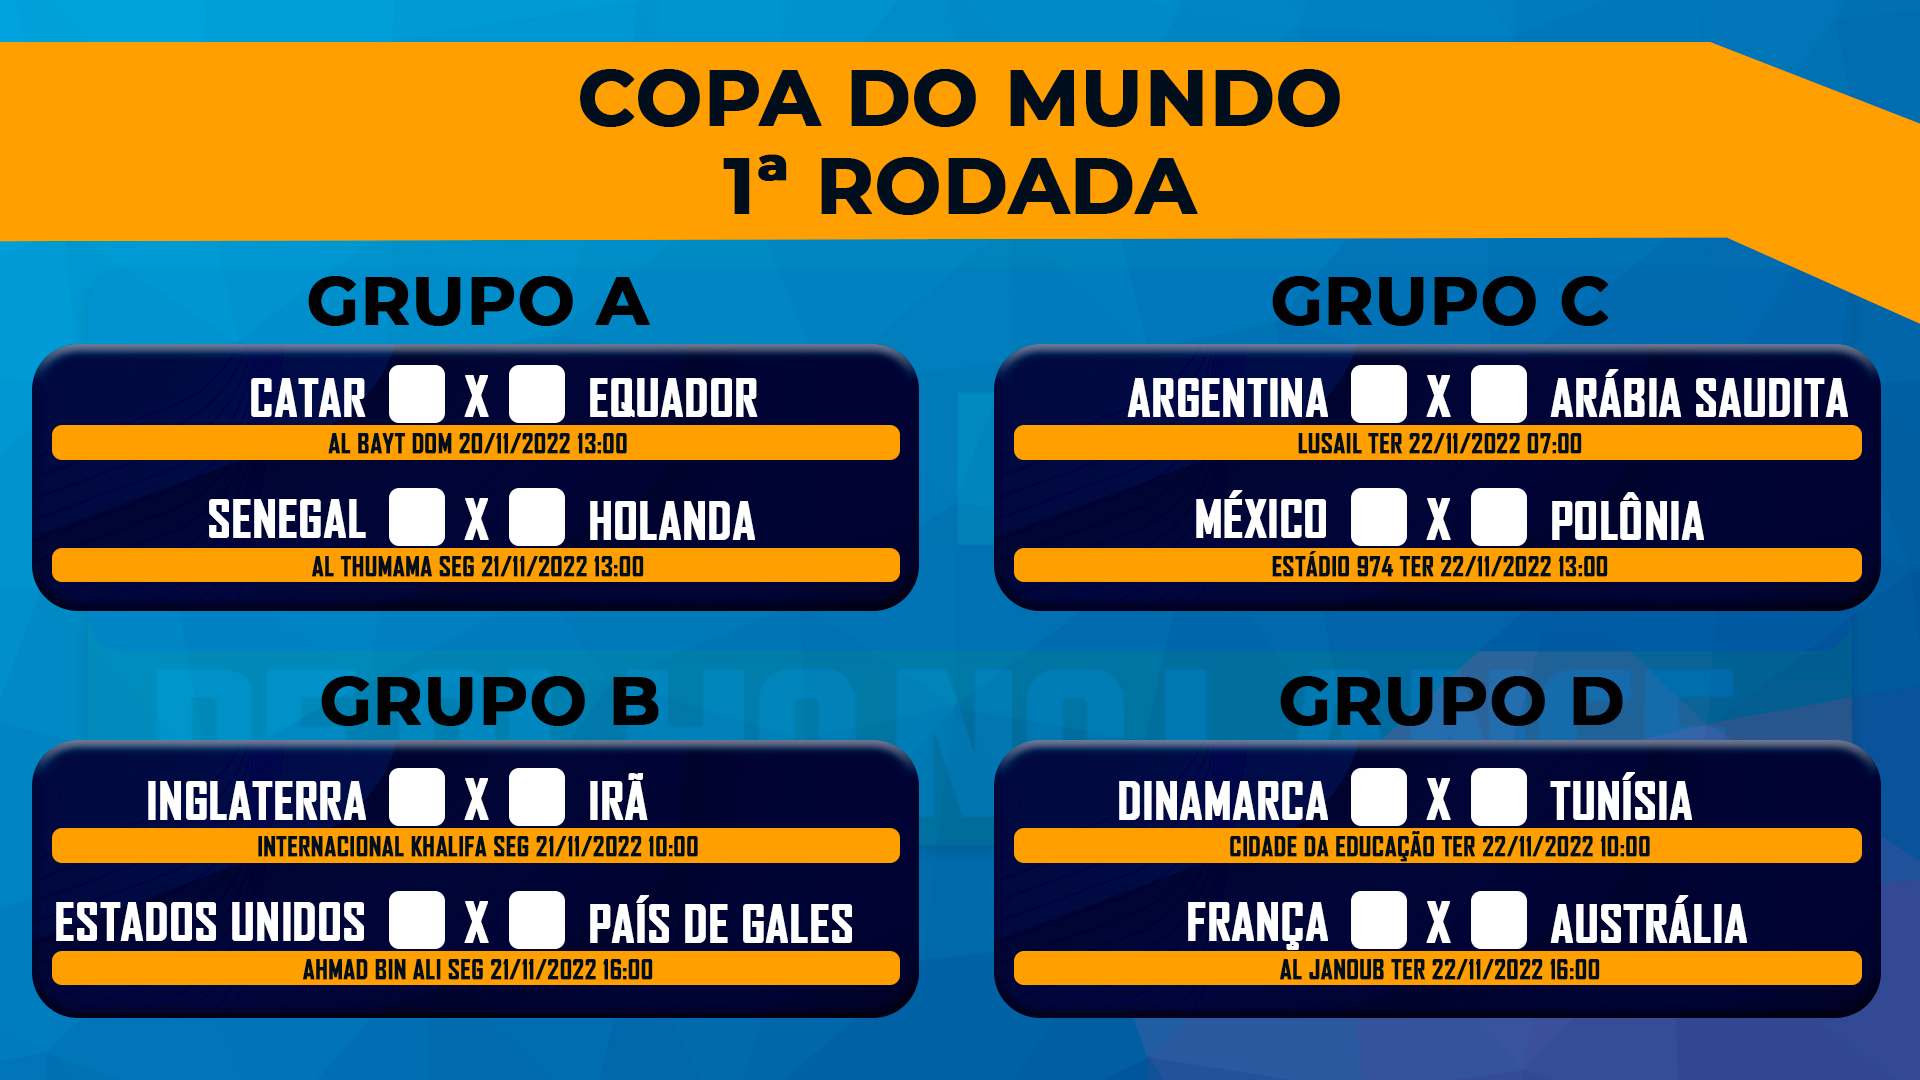 COPA DO MUNDO
1ª RODADA
GRUPO A
CATAR X EQUADOR
AL BAYT DOM 20/11/2022 13:00
SENEGAL X HOLANDA
AL THUMAMA SEG 21/11/2022 13:00
GRUPO B
INGLATERRA X IRÃ
INTERNACIONAL KHALIFA SEG 21/11/2022 10:00
ESTADOS UNIDOS X PAÍS DE GALES
AHMAD BIN ALI SEG 21/11/2022 16:00
GRUPO C
ARGENTINA X ARÁBIA SAUDITA
LUSAIL TER 22/11/2022 07:00
MÉXICO X POLÔNIA
ESTÁDIO 974 TER 22/11/2022 13:00
GRUPO D
DINAMARCA X TUNÍSIA
CIDADE DA EDUCAÇÃO TER 22/11/2022 10:00
FRANÇA X AUSTRÁLIA
AL JANOUB TER 22/11/2022 16:00